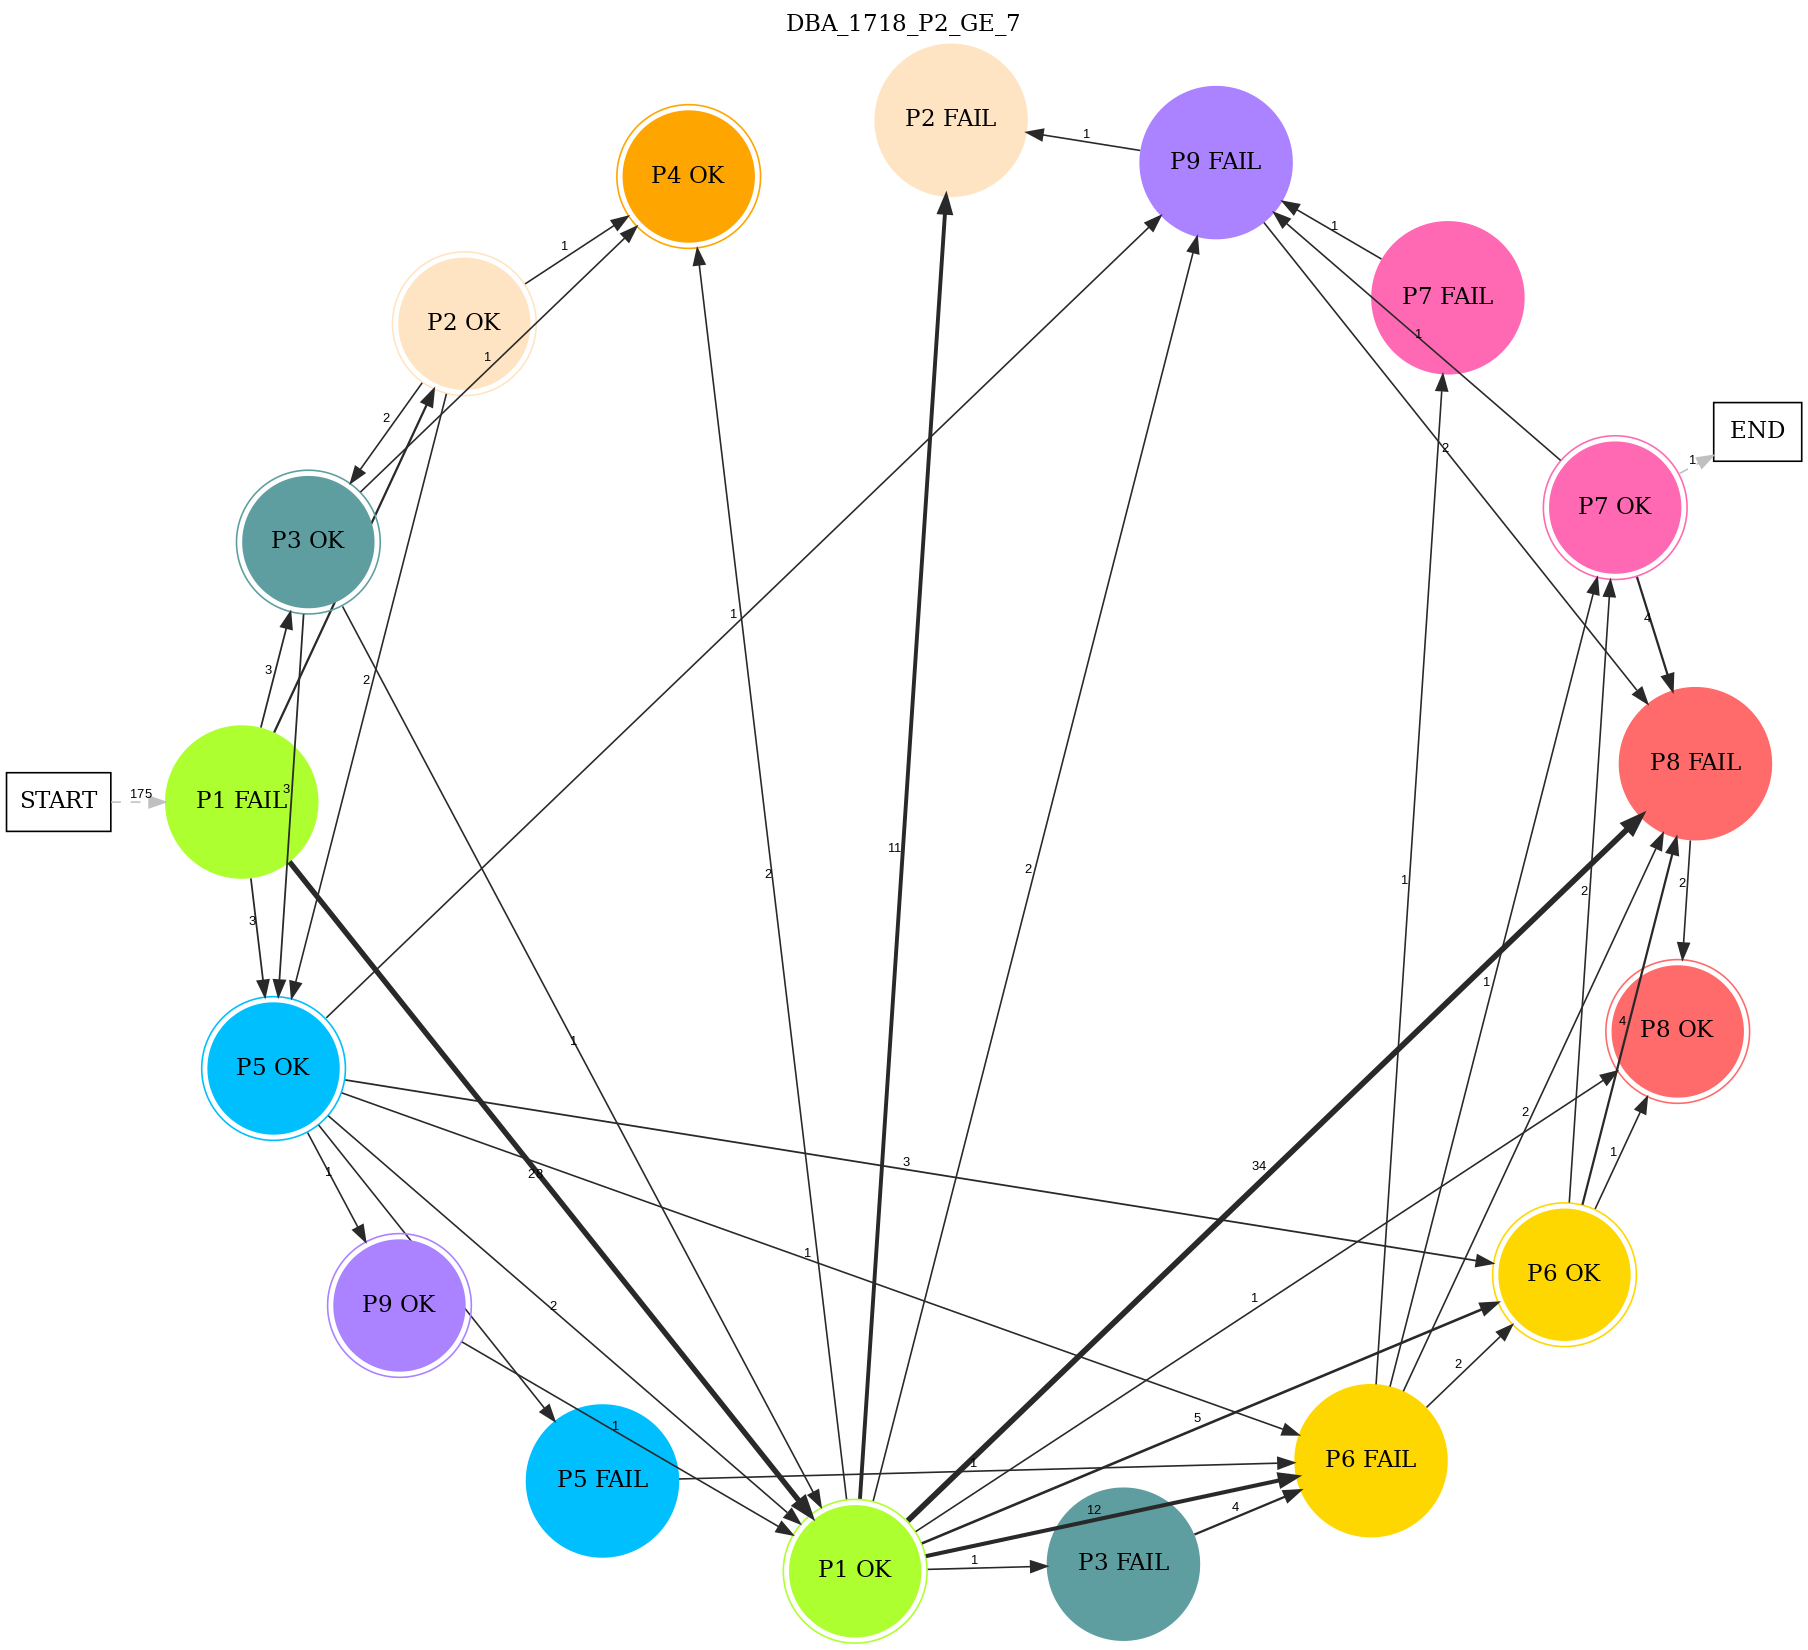 DBA_1718_P2_GE_7
P2 FAIL
P9 FAIL
1
P4 OK
1
1
P7 FAIL
P2 OK
1
1
2
2
END
1
P7 OK
P3 OK
1
4
3
2
P8 FAIL
START
175
P1 FAIL
3
11
2
2
1
2
2
3
4
P8 OK
1
1
P5 OK
2
1
3
1
34
1
2
1
1
P6 OK
P9 OK
2
1
5
P5 FAIL
1
P6 FAIL
12
4
P1 OK
1
P3 FAIL